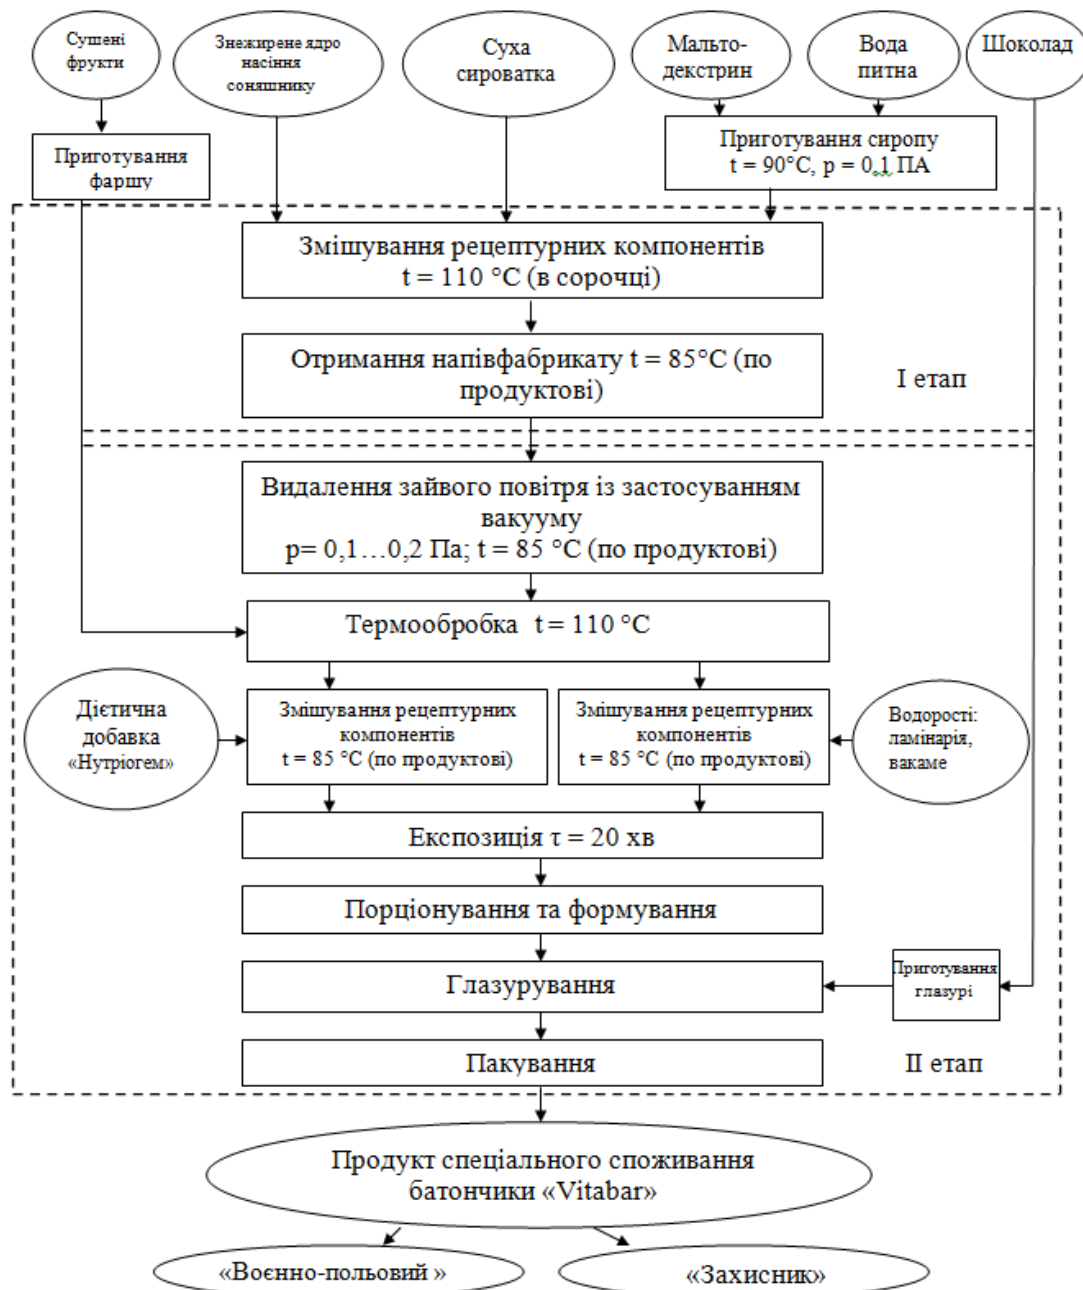 Сушені
фрукти
Знежирене ядро
насіння
соняшнику
Суха
сироватка
Мальто-
декстрин
Вода
питна
Шоколад
Приготування
фаршу
Приготування сиропу
t = 90°С, р = 0,1 ПА
Змішування рецептурних компонентів
t = 110 °С (в сорочці)
Отримання напівфабрикату t = 85°С (по
продуктові)
І етап
Видалення зайвого повітря із застосуванням
вакууму
р= 0,1…0,2 Па; t = 85 °С (по продуктові)
Термообробка t = 110 °С
Дієтична
добавка
«Нутріогем»
Змішування рецептурних
компонентів
t = 85 °С (по продуктові)
Змішування рецептурних
компонентів
t = 85 °С (по продуктові)
Водорості:
ламінарія,
вакаме
Експозиція τ = 20 хв
Порціонування та формування
Глазурування
Приготування
глазурі
Пакування
ІІ етап
Продукт спеціального споживання
батончики «Vitabar»
«Воєнно-польовий »
«Захисник»